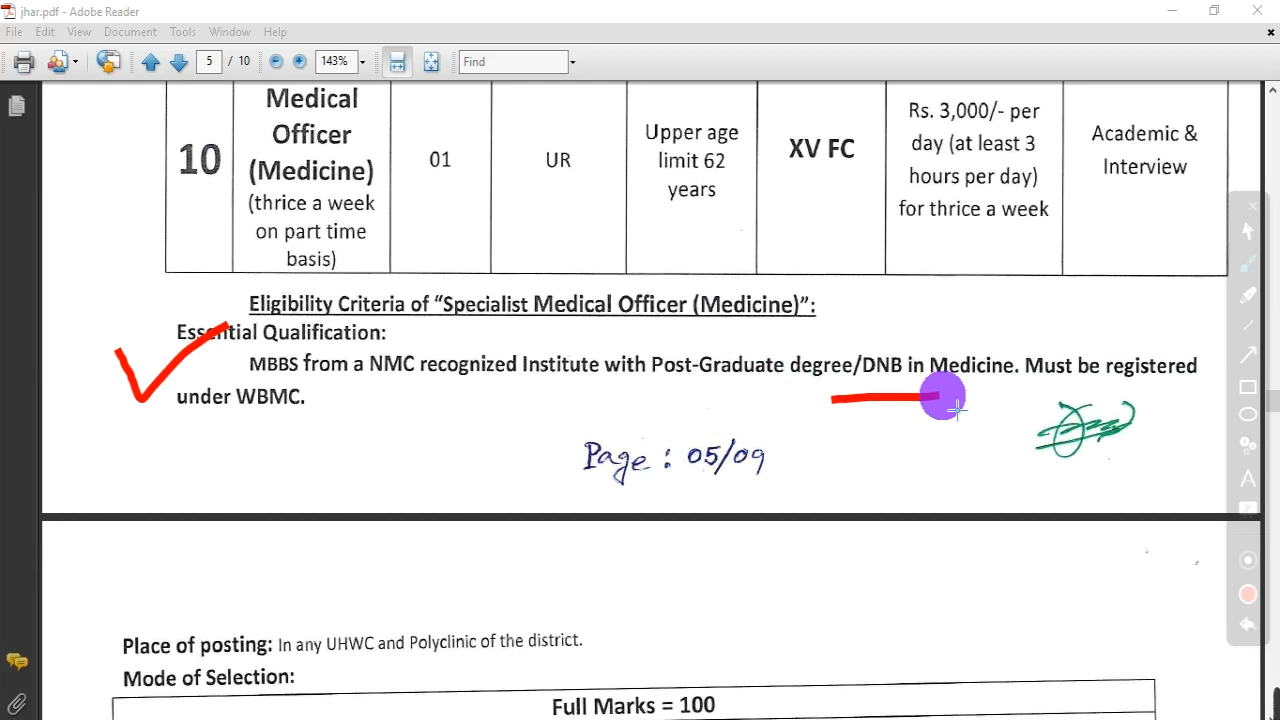 jhar.pdf - Adobe Reader
File Edit View Document Tools Window Help
5 / 10 143% Find
10
Medical
Officer
(Medicine)
(thrice a week
on part time
basis)
01
UR
Upper age
limit 62
years
XV FC
Rs. 3,000/- per
day (at least 3
hours per day)
for thrice a week
Academic &
Interview
Eligibility Criteria of “Specialist Medical Officer (Medicine)”:
Essential Qualification:
MBBS from a NMC recognized Institute with Post-Graduate degree/DNB in Medicine. Must be registered
under WBMC.
Page : 05/09
Place of posting: In any UHWC and Polyclinic of the district.
Mode of Selection:
Full Marks = 100